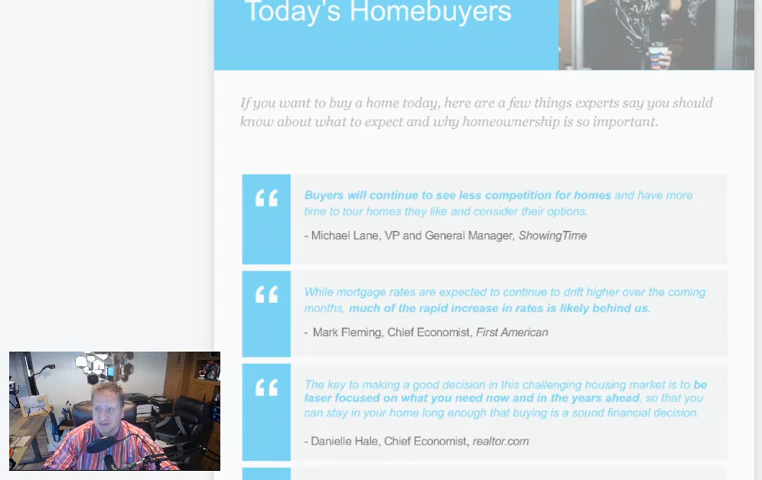 Today's Homebuyers
If you want to buy a home today, here are a few things experts say you should
know about what to expect and why homeownership is so important.
“
Buyers will continue to see less competition for homes and have more
time to tour homes they like and consider their options.
- Michael Lane, VP and General Manager, ShowingTime
“
While mortgage rates are expected to continue to drift higher over the coming
months, much of the rapid increase in rates is likely behind us.
- Mark Fleming, Chief Economist, First American
“
The key to making a good decision in this challenging housing market is to be
laser focused on what you need now and in the years ahead, so that you
can stay in your home long enough that buying is a sound financial decision.
- Danielle Hale, Chief Economist, realtor.com